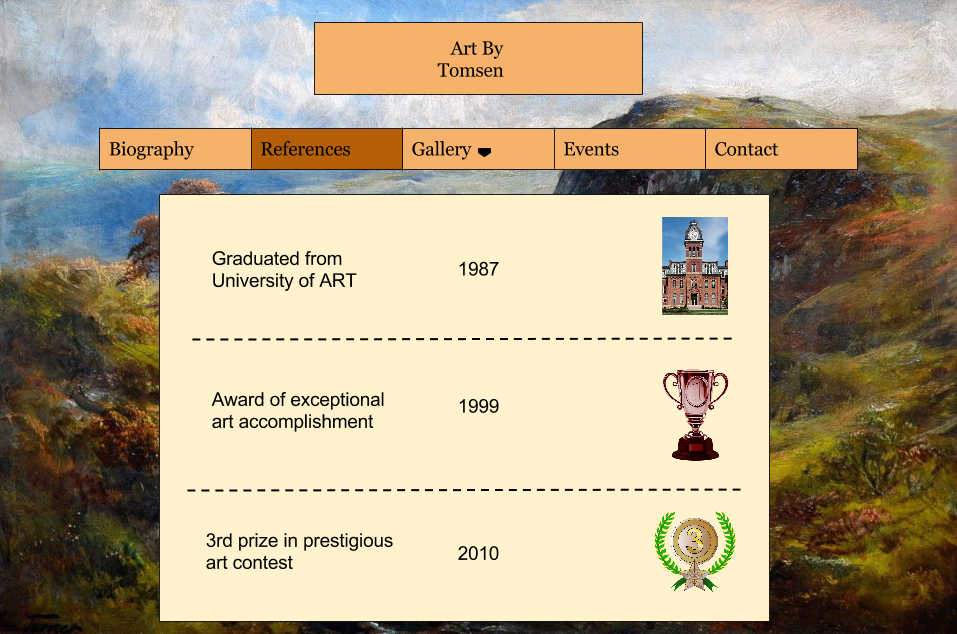 Art By
Tomsen
Biography
References
Gallery
Events
Contact
Graduated from
University of ART
1987
Award of exceptional
art accomplishment
1999
3rd prize in prestigious
art contest
2010
3